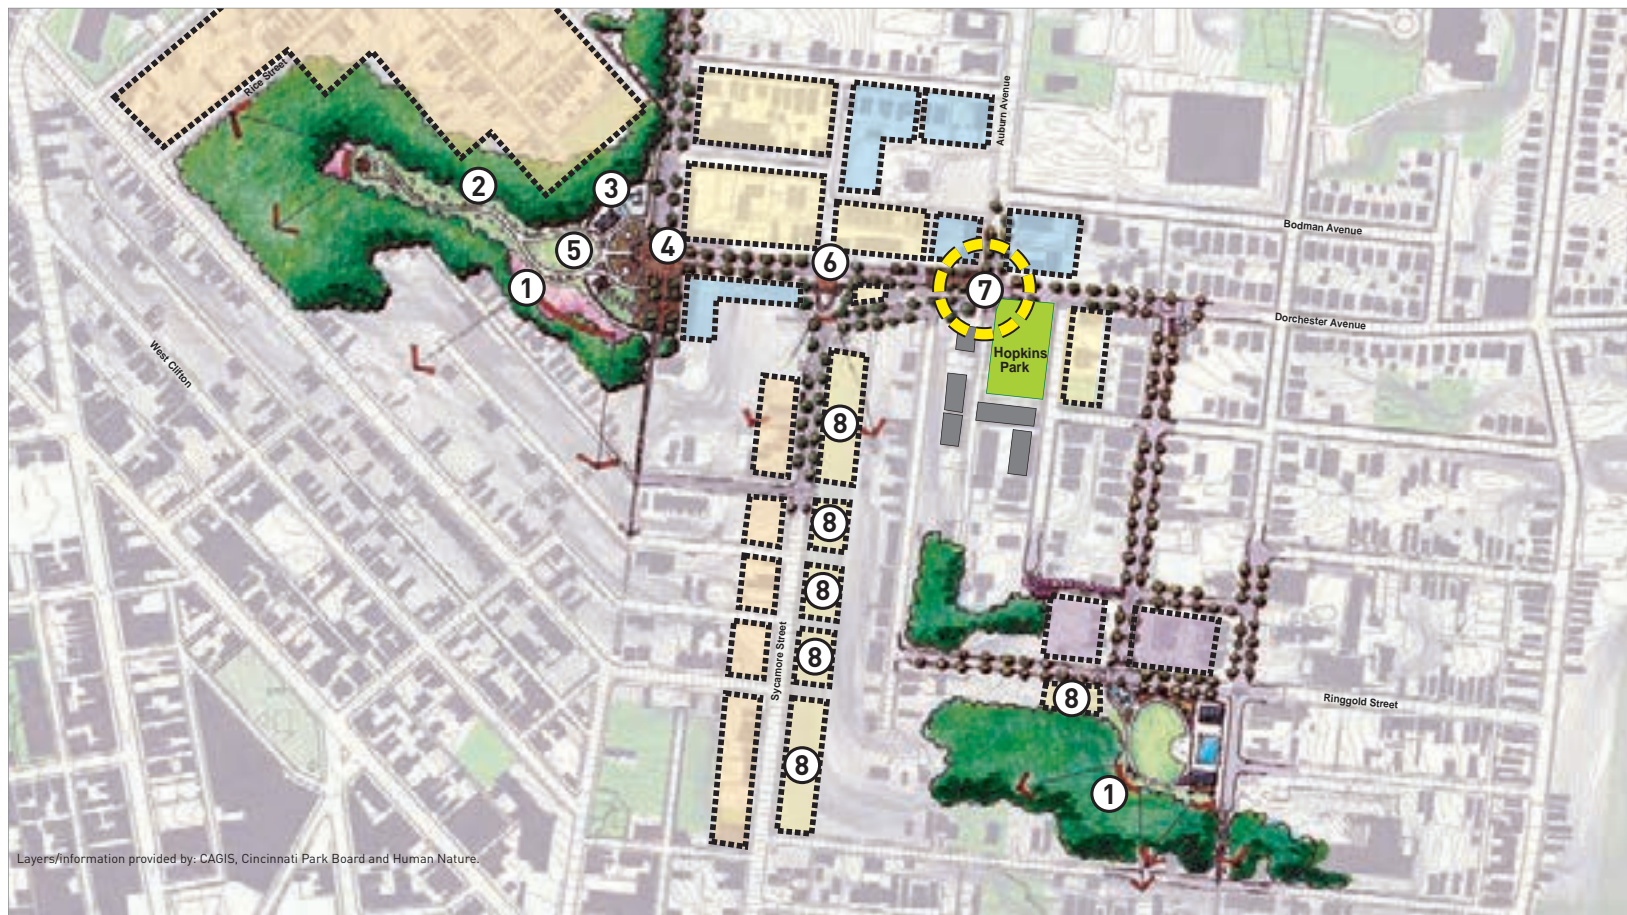 Rice Street
Auburn Avenue
2
3
Bodman Avenue
5
4
6
1
7
Dorchester Avenue
West Clifton
Hopkins
Park
8
8
8
Sycamore Street
8
8
Ringgold Street
8
1
Layers/information provided by: CAGIS, Cincinnati Park Board and Human Nature.